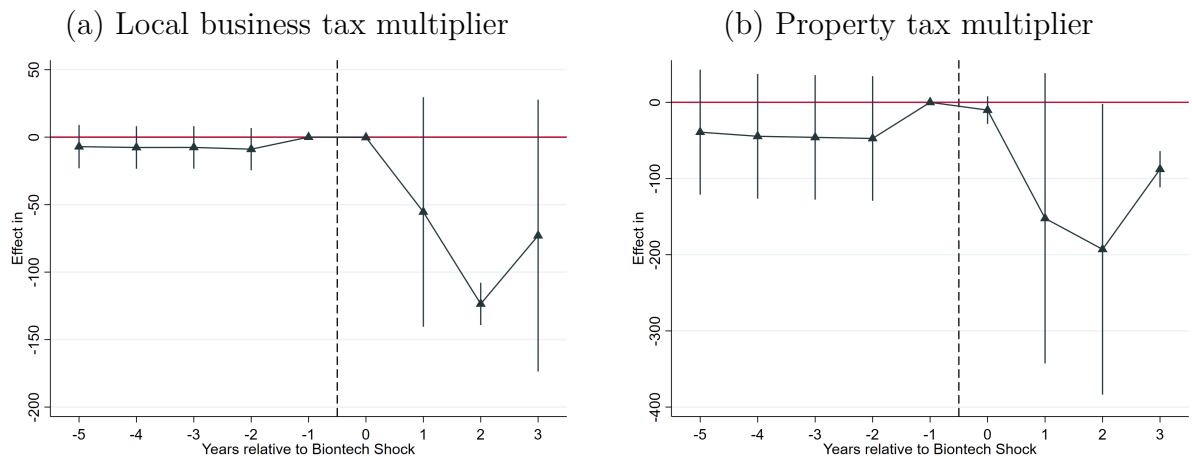 (a) Local business tax multiplier
50
0
-50
-100
-150
-200
Effect in
-5 -4 -3 -2 -1 0 1 2 3
Years relative to Biontech Shock
(b) Property tax multiplier
0
-100
-200
-300
-400
Effect in
-5 -4 -3 -2 -1 0 1 2 3
Years relative to Biontech Shock